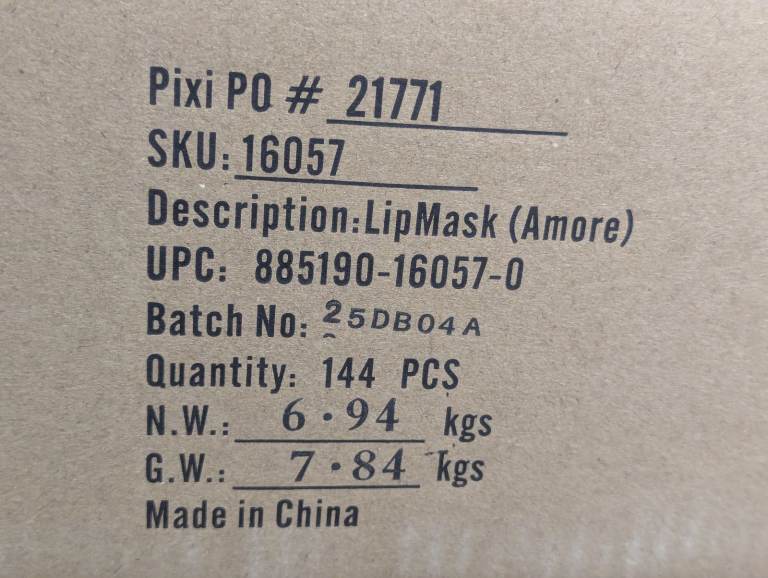 Pixi PO # 21771
SKU: 16057
Description:LipMask (Amore)
UPC: 885190-16057-0
Batch No: 25DB04A
Quantity: 144 PCS
N.W.: 6.94 kgs
G.W.: 7.84 kgs
Made in China